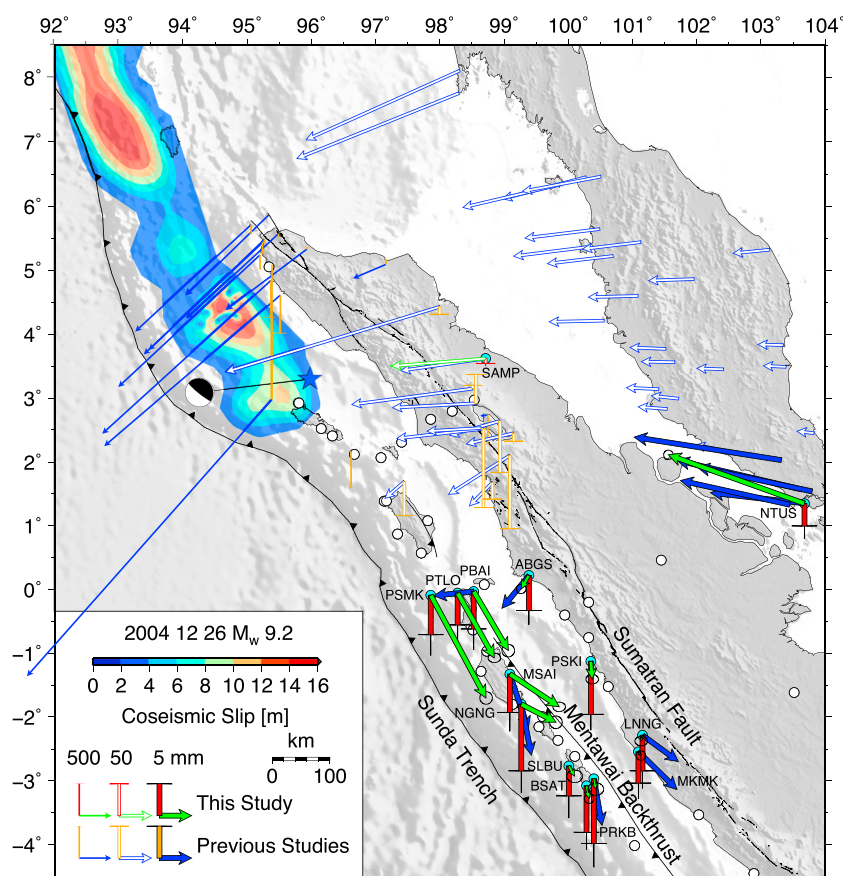 92˚ 93˚ 94˚ 95˚ 96˚ 97˚ 98˚ 99˚ 100˚ 101˚ 102˚ 103˚ 104˚
8˚
7˚
6˚
5˚
4˚
SAMP
3˚
2˚
NTUS
1˚
ABGS
PBAI
PTLO
0˚
PSMK
Sumatran Fault
PSKI
-1˚
MSAI
NGNG
Mentawai Backthrust
Sunda Trench
-2˚
LNNG
SLBU
MKMK
-3˚
BSAT
PRKB
-4˚
2004 12 26 Mw 9.2
0 2 4 6 8 10 12 14 16
Coseismic Slip [m]
km
0 100
500 50 5 mm
This Study
Previous Studies